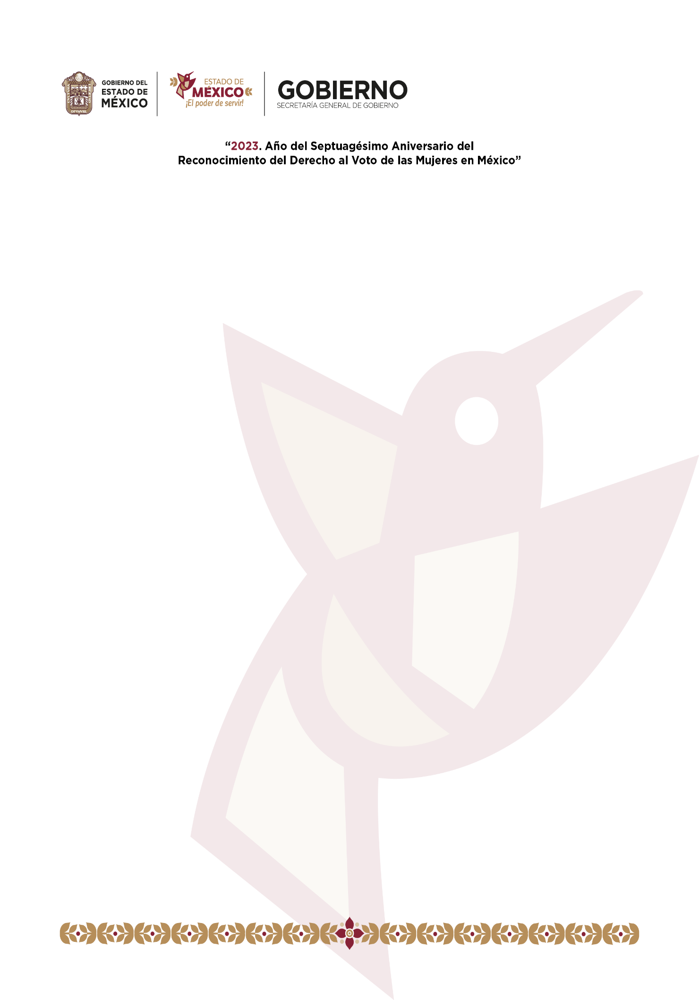 GOBIERNO DEL
ESTADO DE
MÉXICO
ESTADO DE
MÉXICO
¡El poder de servir!
GOBIERNO
SECRETARÍA GENERAL DE GOBIERNO
“2023. Año del Septuagésimo Aniversario del
Reconocimiento del Derecho al Voto de las Mujeres en México”